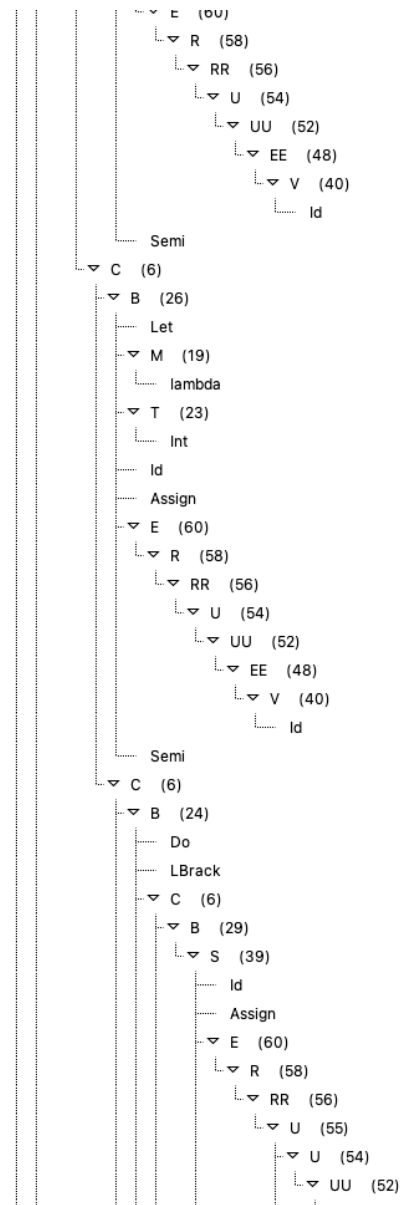 E (60)
R (58)
RR (56)
U (54)
UU (52)
EE (48)
V (40)
Id
Semi
C (6)
B (26)
Let
M (19)
lambda
T (23)
Int
Id
Assign
E (60)
R (58)
RR (56)
U (54)
UU (52)
EE (48)
V (40)
Id
Semi
C (6)
B (24)
Do
LBrack
C (6)
B (29)
S (39)
Id
Assign
E (60)
R (58)
RR (56)
U (55)
U (54)
UU (52)